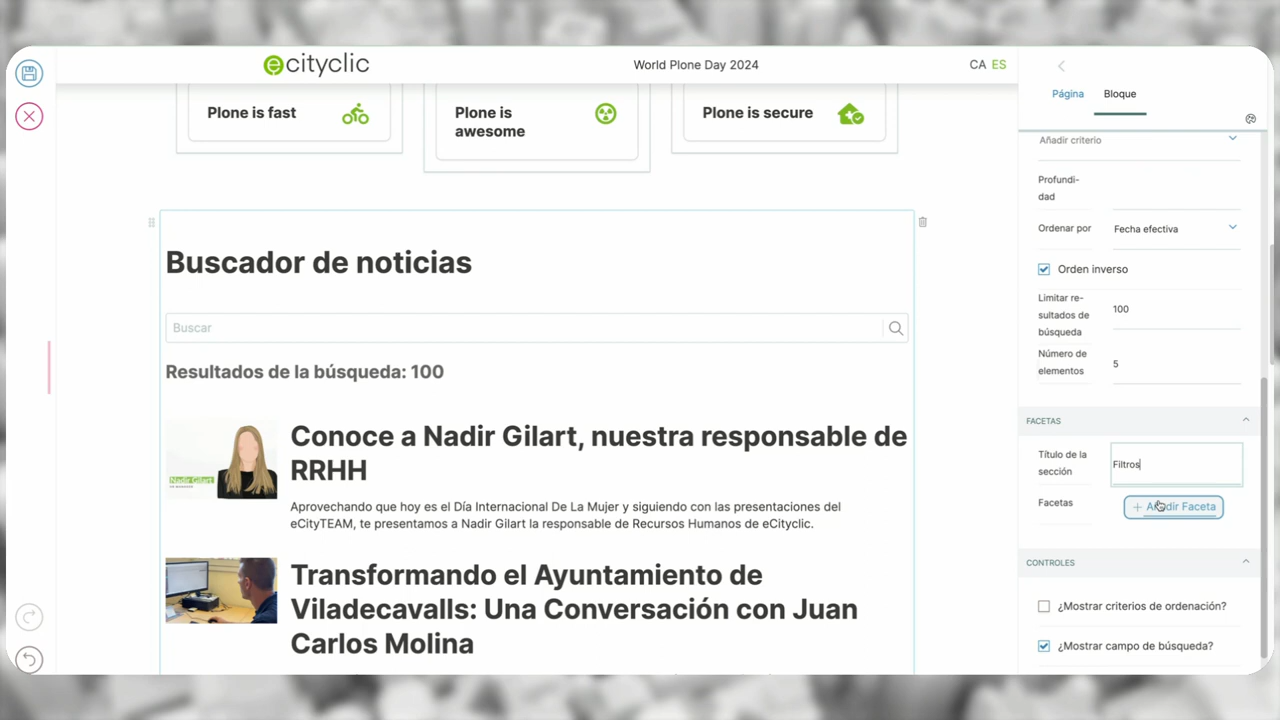 ecityclic
World Plone Day 2024
CA ES
Plone is fast
Plone is
awesome
Plone is secure
Buscador de noticias
Buscar
Resultados de la búsqueda: 100
Nadir Gilart
Conoce a Nadir Gilart, nuestra responsable de
RRHH
Aprovechando que hoy es el Día Internacional De La Mujer y siguiendo con las presentaciones del
eCityTEAM, te presentamos a Nadir Gilart la responsable de Recursos Humanos de eCityclic.
Transformando el Ayuntamiento de
Viladecavalls: Una Conversación con Juan
Carlos Molina
Página
Bloque
Añadir criterio
Profundi-
dad
Ordenar por
Fecha efectiva
Orden inverso
Limitar re-
sultados de
búsqueda
100
Número de
elementos
5
FACETAS
Título de la
sección
Filtros
Facetas
+ Añadir Faceta
CONTROLES
¿Mostrar criterios de ordenación?
¿Mostrar campo de búsqueda?